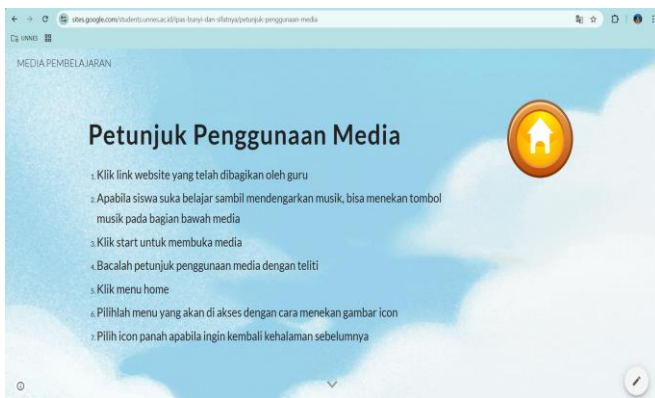 sites.google.com/students.unnes.ac.id/ipas-bunyi-dan-sifatnya/petunjuk-penggunaan-media
UNNES
MEDIA PEMBELAJARAN
Petunjuk Penggunaan Media
1. Klik link website yang telah dibagikan oleh guru
2. Apabila siswa suka belajar sambil mendengarkan musik, bisa menekan tombol
musik pada bagian bawah media
3. Klik start untuk membuka media
4. Bacalah petunjuk penggunaan media dengan teliti
5. Klik menu home
6. Pilihlah menu yang akan di akses dengan cara menekan gambar icon
7. Pilih icon panah apabila ingin kembali kehalaman sebelumnya